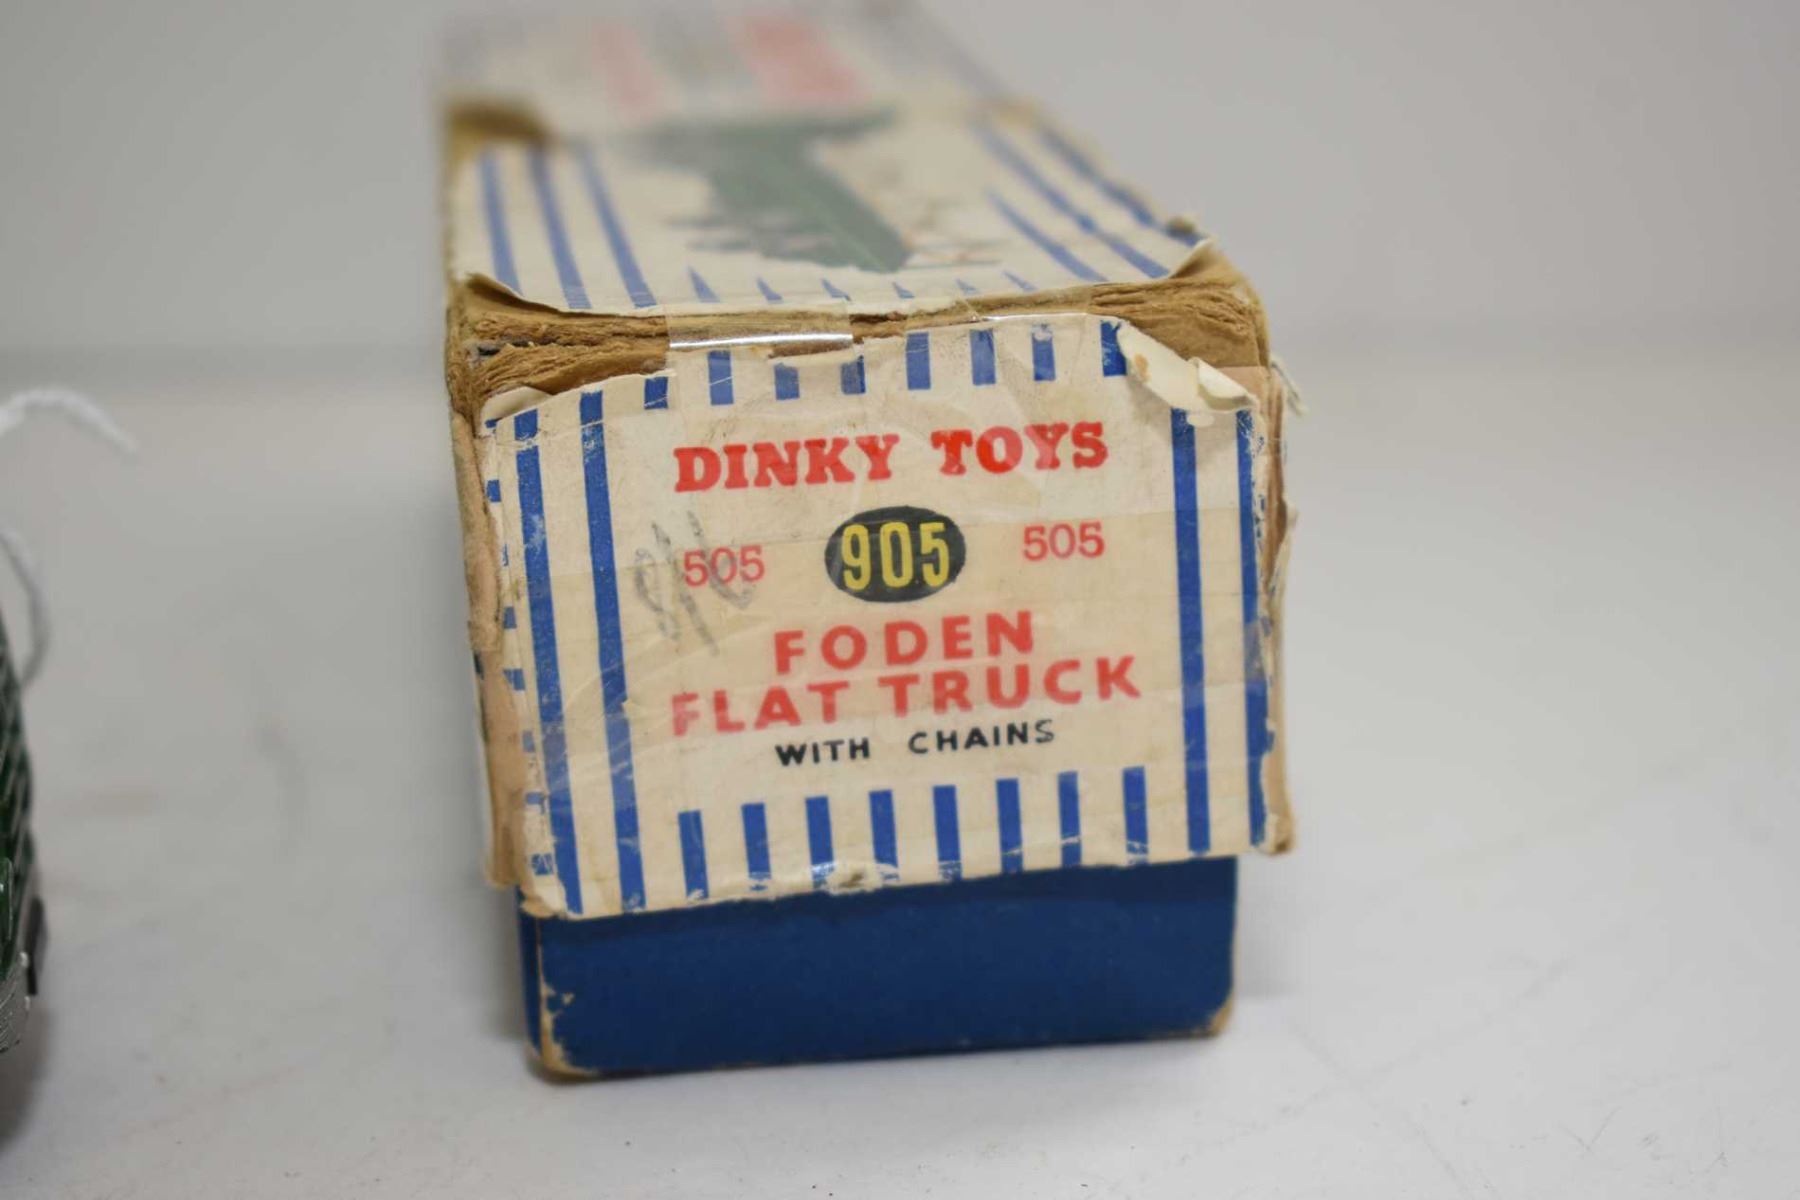 DINKY TOYS
505 905 505
FODEN
FLAT TRUCK
WITH CHAINS